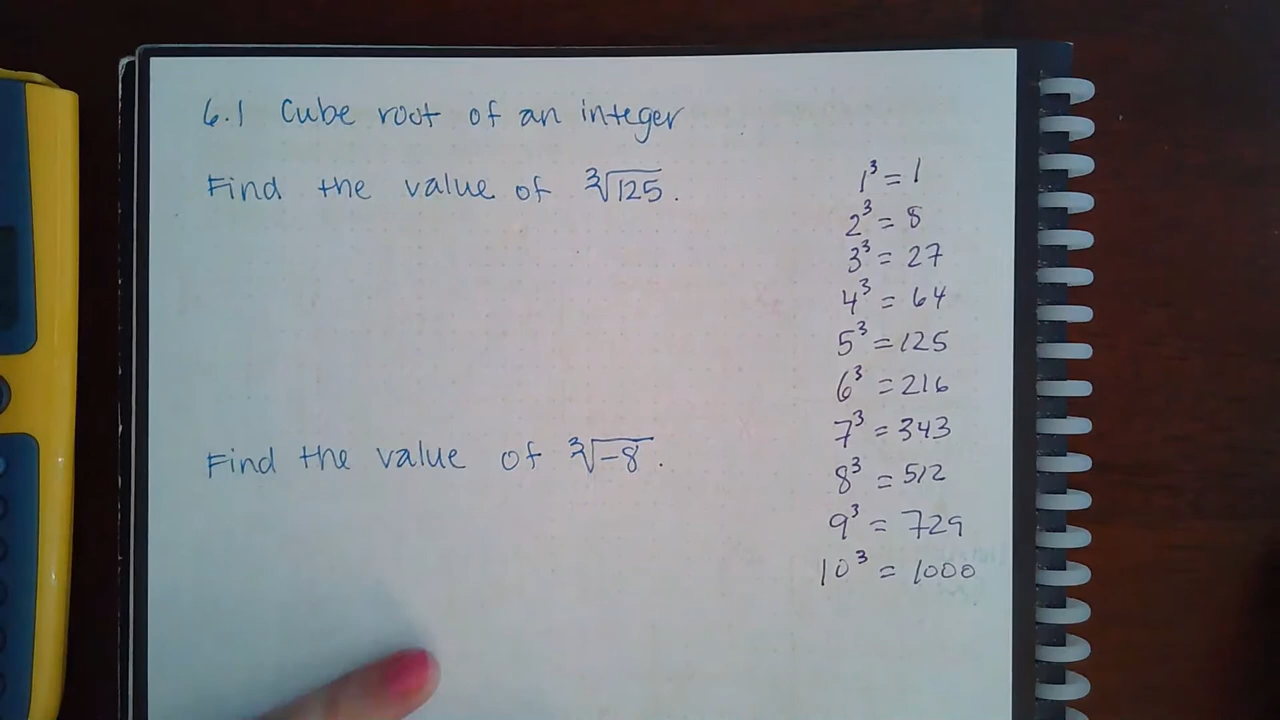 6.1 Cube root of an integer
Find the value of ∛125.
Find the value of ∛-8.
1³ = 1
2³ = 8
3³ = 27
4³ = 64
5³ = 125
6³ = 216
7³ = 343
8³ = 512
9³ = 729
10³ = 1000